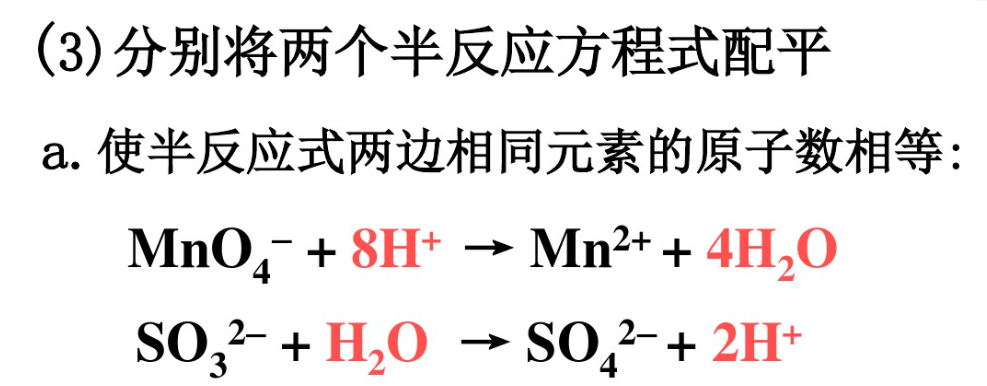 (3)分别将两个半反应方程式配平
a. 使半反应式两边相同元素的原子数相等:
MnO₄⁻ + 8H⁺ → Mn²⁺ + 4H₂O
SO₃²⁻ + H₂O → SO₄²⁻ + 2H⁺